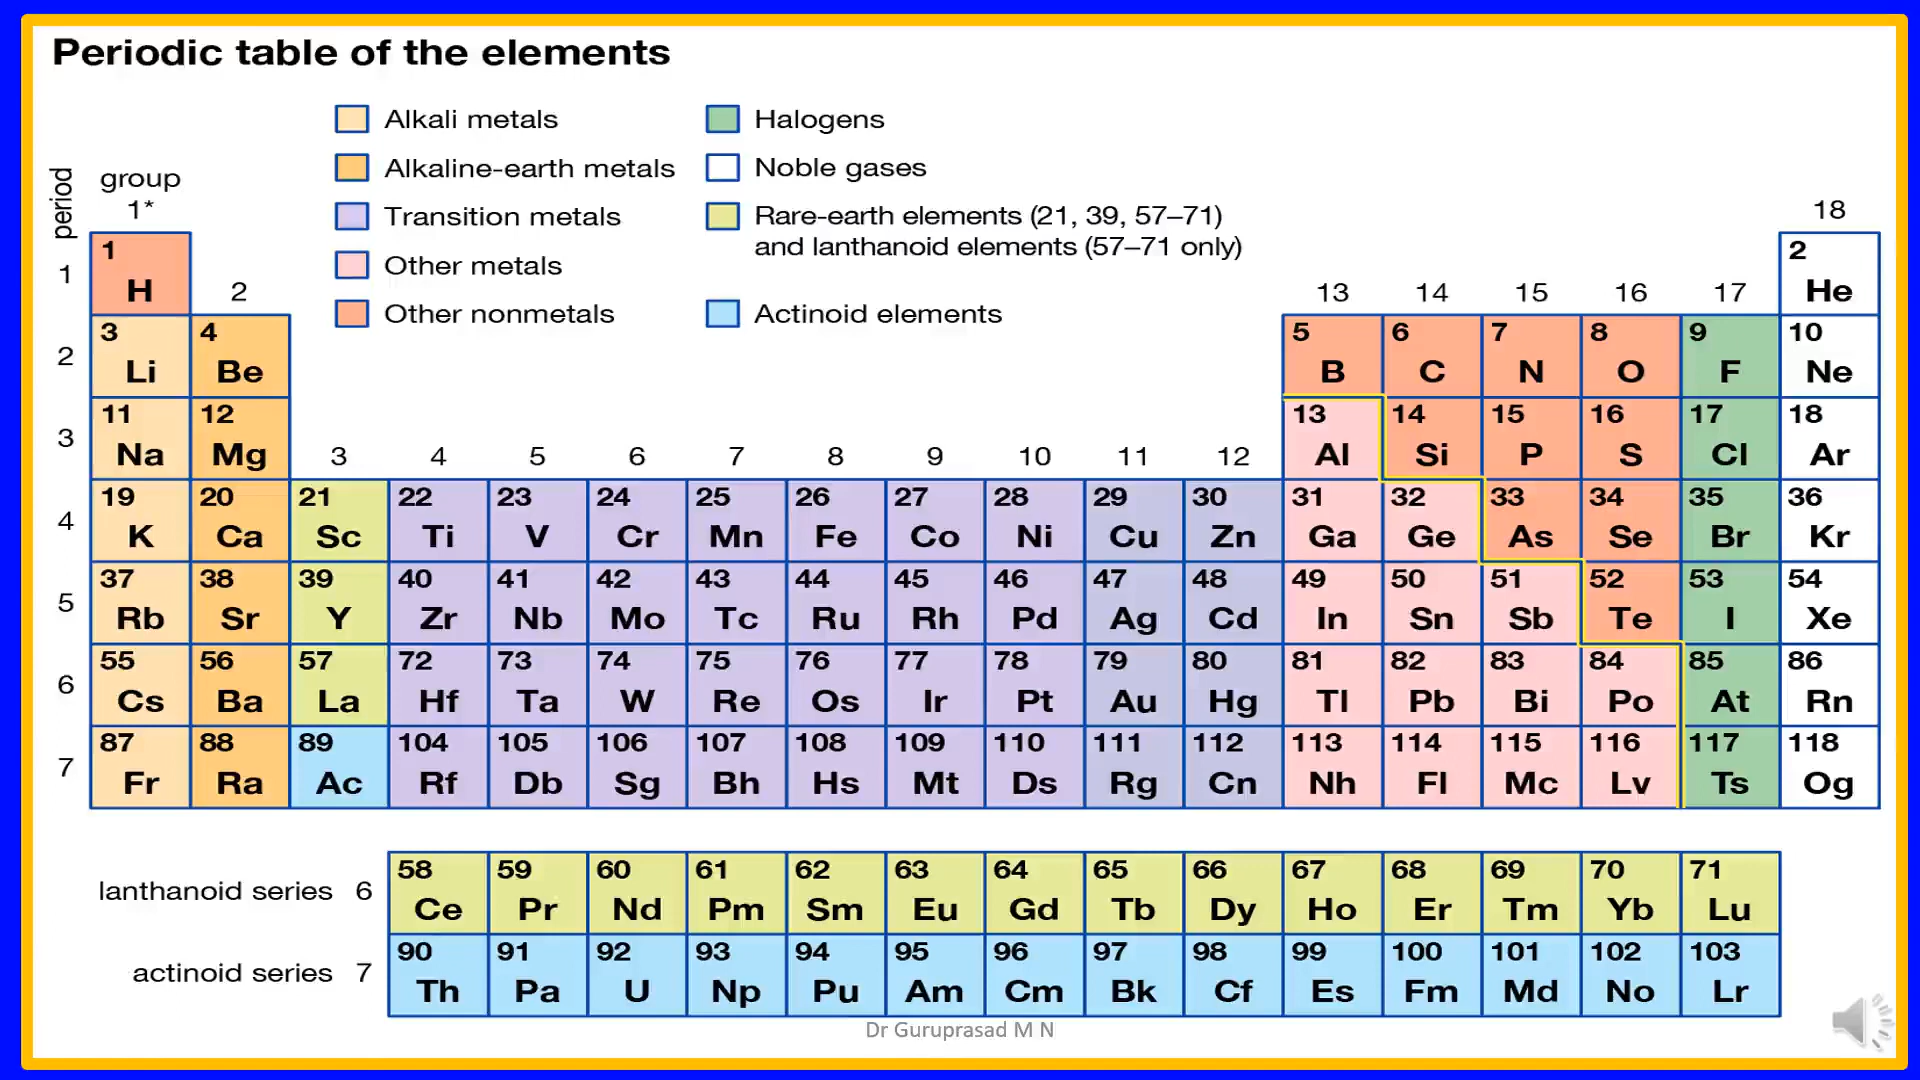 Periodic table of the elements
Alkali metals
Alkaline-earth metals
Transition metals
Other metals
Other nonmetals
Halogens
Noble gases
Rare-earth elements (21, 39, 57–71)
and lanthanoid elements (57–71 only)
Actinoid elements
period
group
1* 18
1 2
1 H He
2 13 14 15 16 17
3 4 5 6 7 8 9 10
2 Li Be B C N O F Ne
11 12 13 14 15 16 17 18
3 Na Mg Al Si P S Cl Ar
3 4 5 6 7 8 9 10 11 12
19 20 21 22 23 24 25 26 27 28 29 30 31 32 33 34 35 36
4 K Ca Sc Ti V Cr Mn Fe Co Ni Cu Zn Ga Ge As Se Br Kr
37 38 39 40 41 42 43 44 45 46 47 48 49 50 51 52 53 54
5 Rb Sr Y Zr Nb Mo Tc Ru Rh Pd Ag Cd In Sn Sb Te I Xe
55 56 57 72 73 74 75 76 77 78 79 80 81 82 83 84 85 86
6 Cs Ba La Hf Ta W Re Os Ir Pt Au Hg Tl Pb Bi Po At Rn
87 88 89 104 105 106 107 108 109 110 111 112 113 114 115 116 117 118
7 Fr Ra Ac Rf Db Sg Bh Hs Mt Ds Rg Cn Nh Fl Mc Lv Ts Og
58 59 60 61 62 63 64 65 66 67 68 69 70 71
lanthanoid series 6 Ce Pr Nd Pm Sm Eu Gd Tb Dy Ho Er Tm Yb Lu
90 91 92 93 94 95 96 97 98 99 100 101 102 103
actinoid series 7 Th Pa U Np Pu Am Cm Bk Cf Es Fm Md No Lr
Dr Guruprasad M N